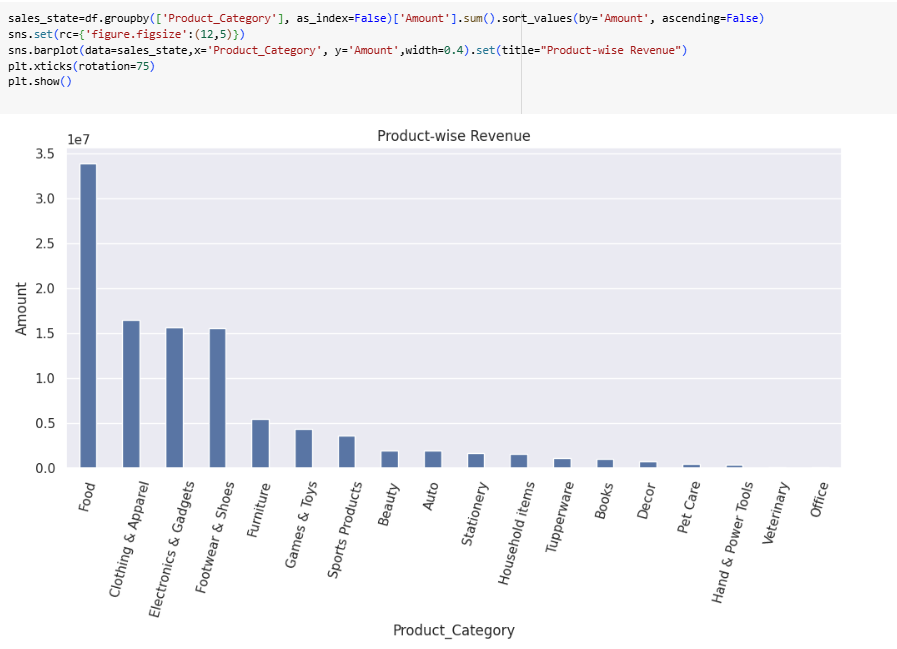 sales_state=df.groupby(['Product_Category'], as_index=False)['Amount'].sum().sort_values(by='Amount', ascending=False)
sns.set(rc={'figure.figsize':(12,5)})
sns.barplot(data=sales_state,x='Product_Category', y='Amount',width=0.4).set(title="Product-wise Revenue")
plt.xticks(rotation=75)
plt.show()
Product-wise Revenue
1e7
3.5
3.0
2.5
2.0
1.5
1.0
0.5
0.0
Amount
Food
Clothing & Apparel
Electronics & Gadgets
Footwear & Shoes
Furniture
Games & Toys
Sports Products
Beauty
Auto
Stationery
Household items
Tupperware
Books
Decor
Pet Care
Hand & Power Tools
Veterinary
Office
Product_Category